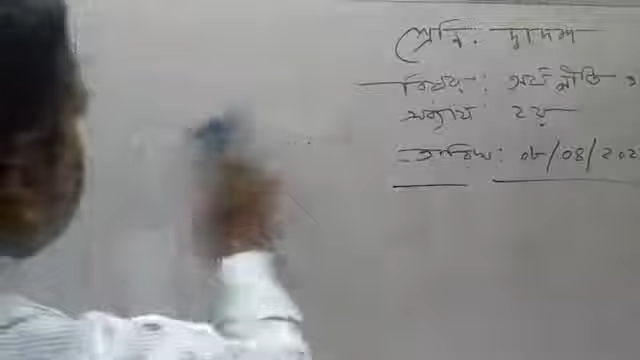 শ্রেণি: দ্বাদশ
বিষয়: অর্থনীতি
অধ্যায়: ২য়
তারিখ: ০৮/০৪/২০২